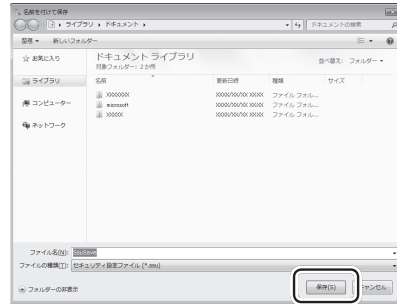 名前を付けて保存
ライブラリ ▸ ドキュメント ▸
ドキュメントの検索
整理 ▼ 新しいフォルダー
お気に入り
ライブラリ
コンピューター
ネットワーク
ドキュメント ライブラリ
対象フォルダー: 2 か所
並べ替え: フォルダー ▼
名前 更新日時 種類 サイズ
XXXXXXX XXXX/XX/XX XX:XX ファイル フォル...
microsoft XXXX/XX/XX XX:XX ファイル フォル...
XXXXX XXXX/XX/XX XX:XX ファイル フォル...
ファイル名(N): SsuSave
ファイルの種類(T): セキュリティ設定ファイル (*.ssu)
フォルダーの非表示
保存(S)
キャンセル